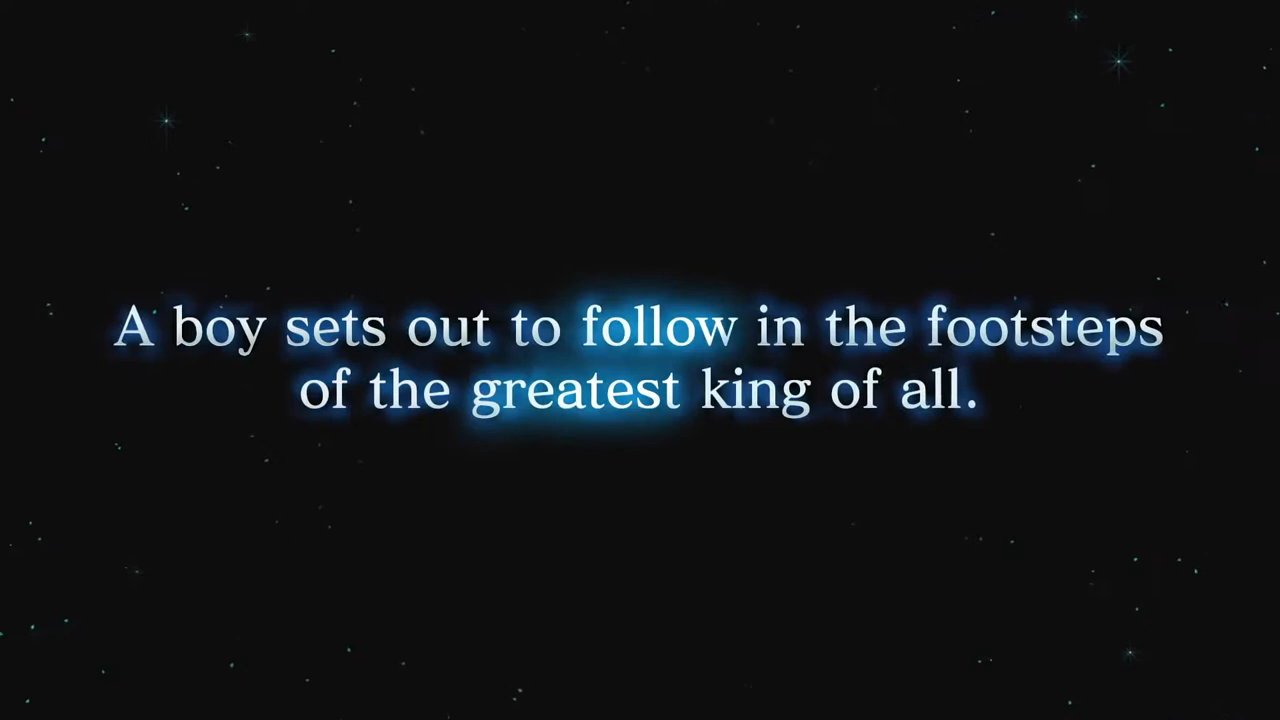 A boy sets out to follow in the footsteps
of the greatest king of all.